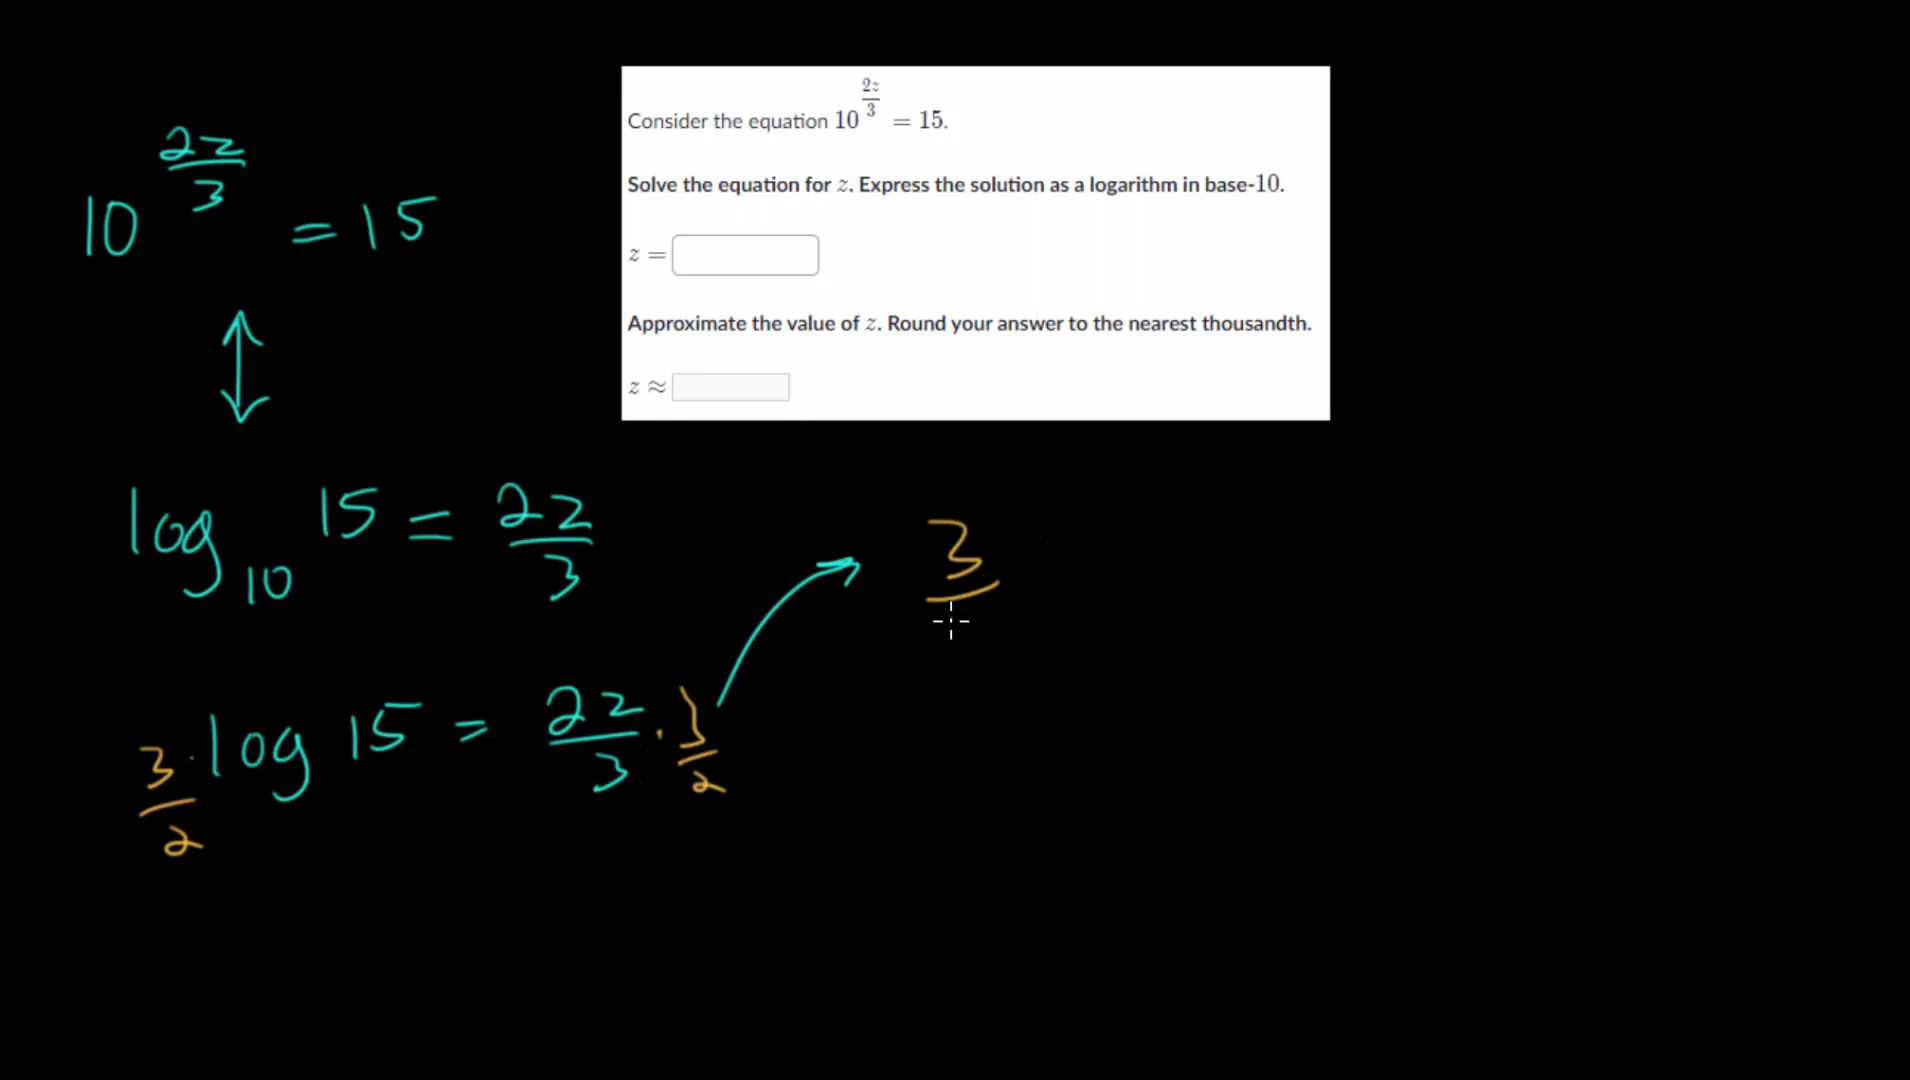 10^(2z/3) = 15
Consider the equation 10^(2z/3) = 15.
Solve the equation for z. Express the solution as a logarithm in base-10.
z =
Approximate the value of z. Round your answer to the nearest thousandth.
z ≈
log_10 15 = 2z/3
3/2 · log 15 = 2z/3 · 3/2
3